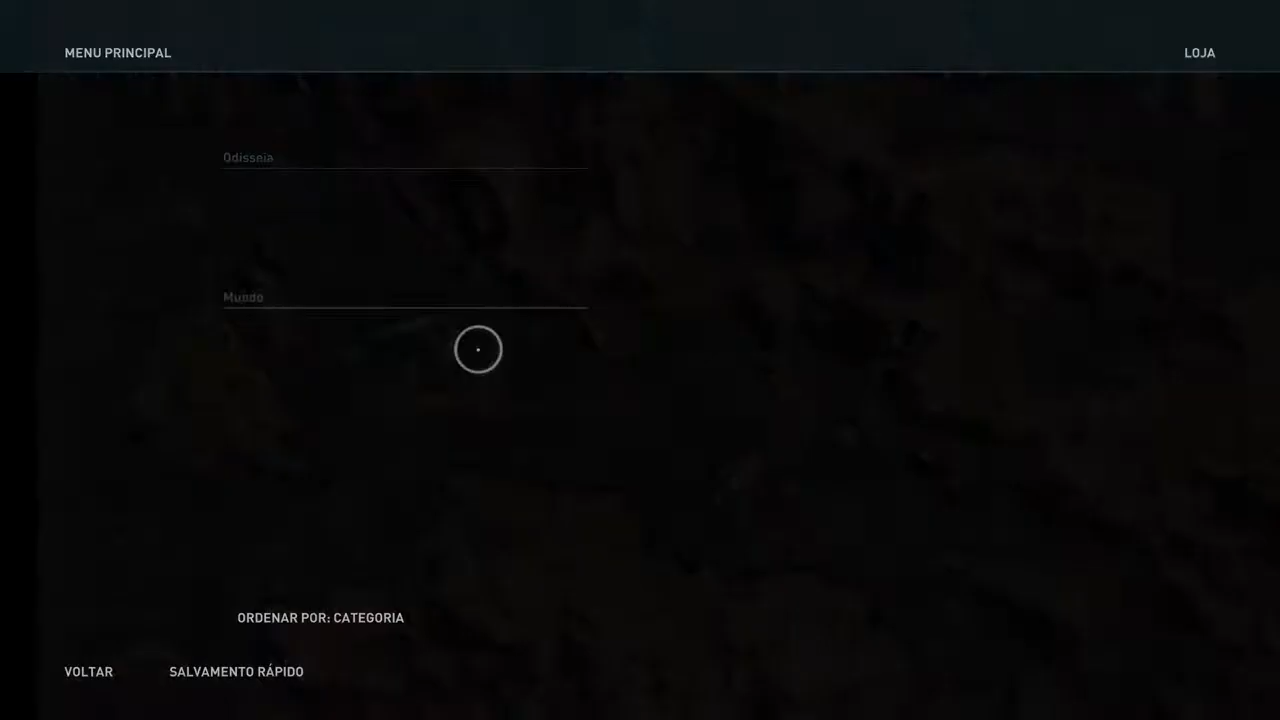 MENU PRINCIPAL
LOJA
Odisseia
Mundo
ORDENAR POR: CATEGORIA
VOLTAR
SALVAMENTO RÁPIDO